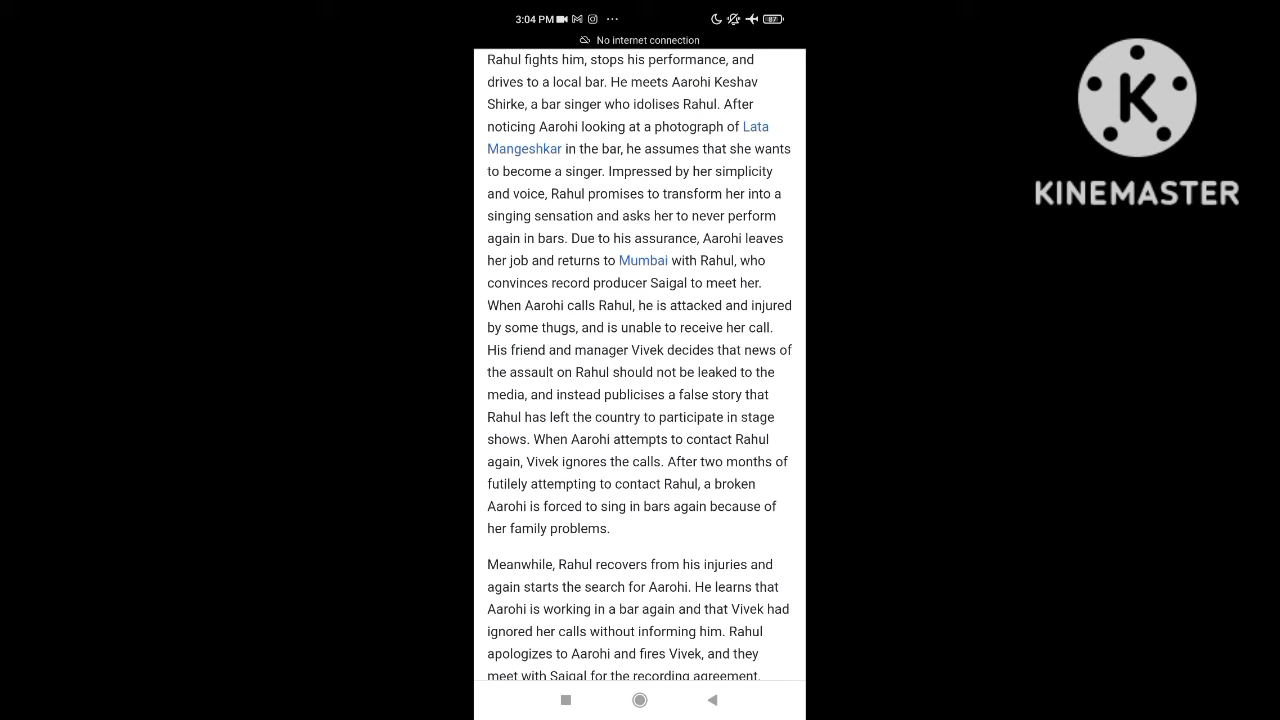 3:04 PM
87
No internet connection
Rahul fights him, stops his performance, and
drives to a local bar. He meets Aarohi Keshav
Shirke, a bar singer who idolises Rahul. After
noticing Aarohi looking at a photograph of Lata
Mangeshkar in the bar, he assumes that she wants
to become a singer. Impressed by her simplicity
and voice, Rahul promises to transform her into a
singing sensation and asks her to never perform
again in bars. Due to his assurance, Aarohi leaves
her job and returns to Mumbai with Rahul, who
convinces record producer Saigal to meet her.
When Aarohi calls Rahul, he is attacked and injured
by some thugs, and is unable to receive her call.
His friend and manager Vivek decides that news of
the assault on Rahul should not be leaked to the
media, and instead publicises a false story that
Rahul has left the country to participate in stage
shows. When Aarohi attempts to contact Rahul
again, Vivek ignores the calls. After two months of
futilely attempting to contact Rahul, a broken
Aarohi is forced to sing in bars again because of
her family problems.
Meanwhile, Rahul recovers from his injuries and
again starts the search for Aarohi. He learns that
Aarohi is working in a bar again and that Vivek had
ignored her calls without informing him. Rahul
apologizes to Aarohi and fires Vivek, and they
meet with Saigal for the recording agreement.
K
KINEMASTER